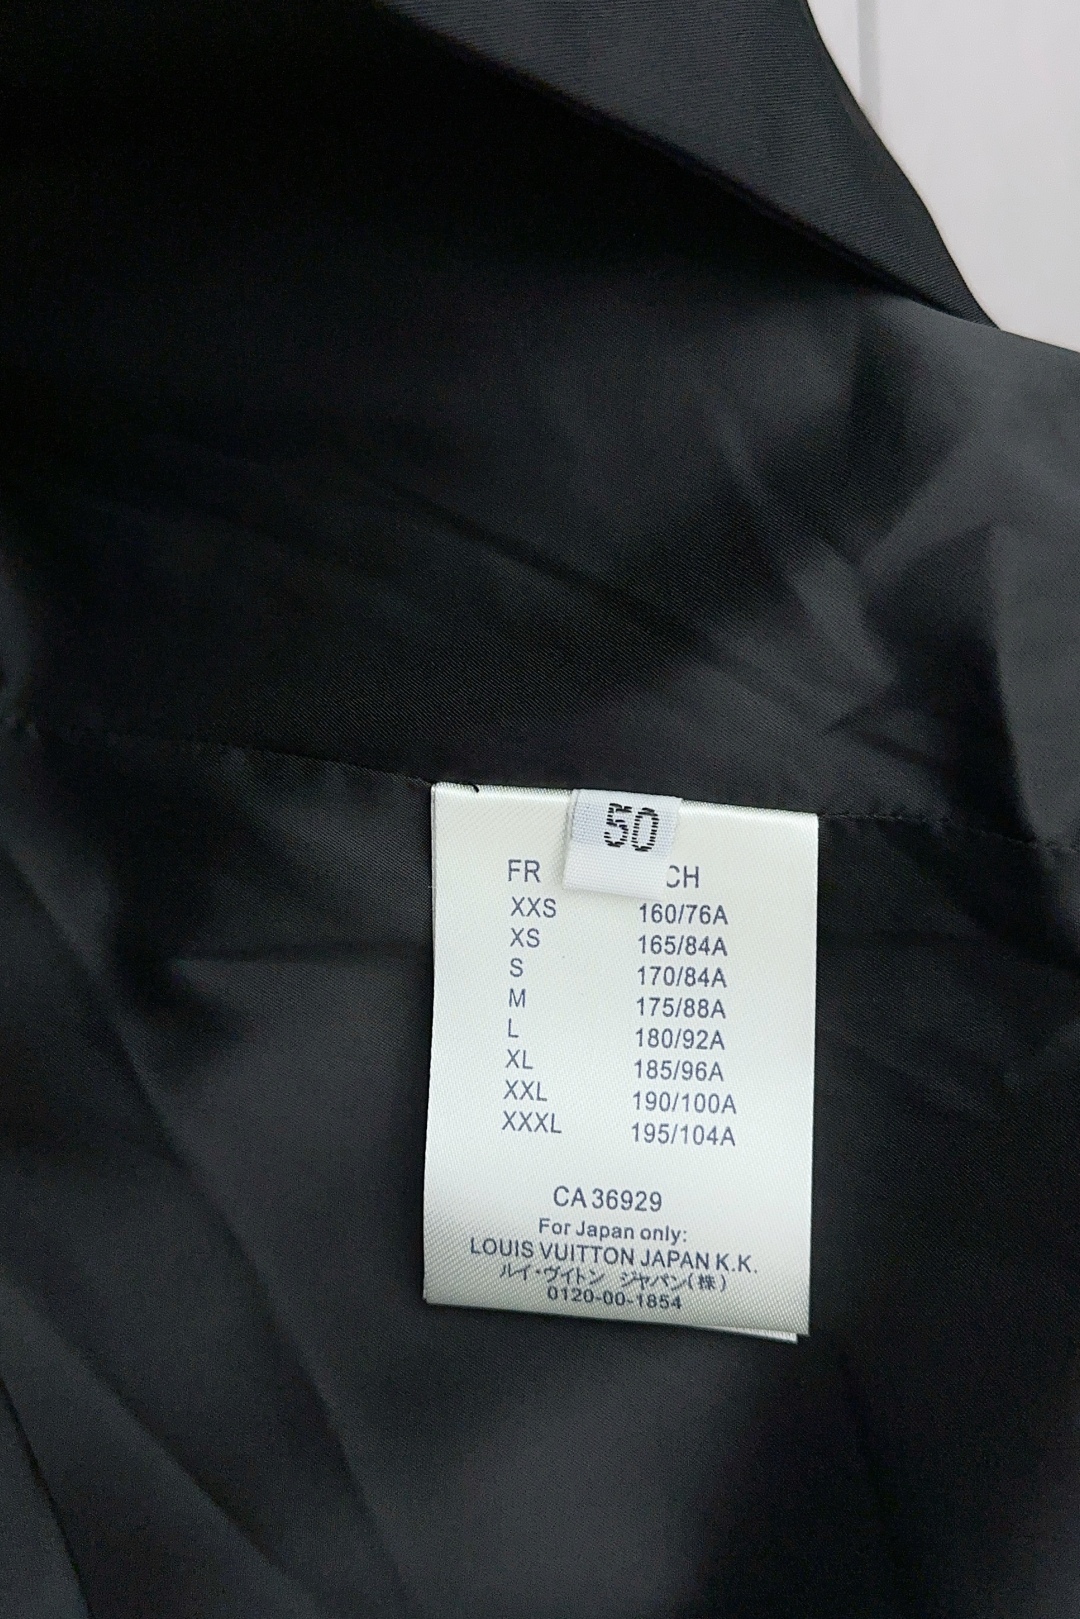 50
FR CH
XXS 160/76A
XS 165/84A
S 170/84A
M 175/88A
L 180/92A
XL 185/96A
XXL 190/100A
XXXL 195/104A
CA 36929
For Japan only:
LOUIS VUITTON JAPAN K.K.
ルイ・ヴィトン ジャパン(株)
0120-00-1854